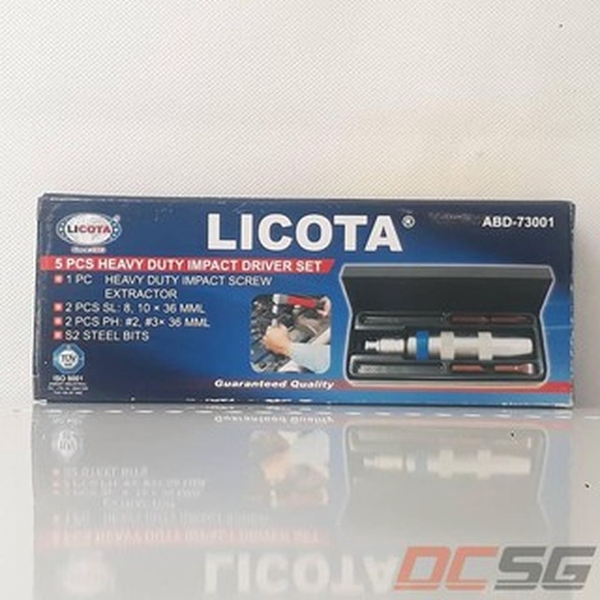 LICOTA
LICOTA®
ABD-73001
5 PCS HEAVY DUTY IMPACT DRIVER SET
1 PC HEAVY DUTY IMPACT SCREW
EXTRACTOR
2 PCS SL: 8, 10 × 36 MML
2 PCS PH: #2, #3× 36 MML
S2 STEEL BITS
TÜV
ISO 9001
Guaranteed Quality
DCSG